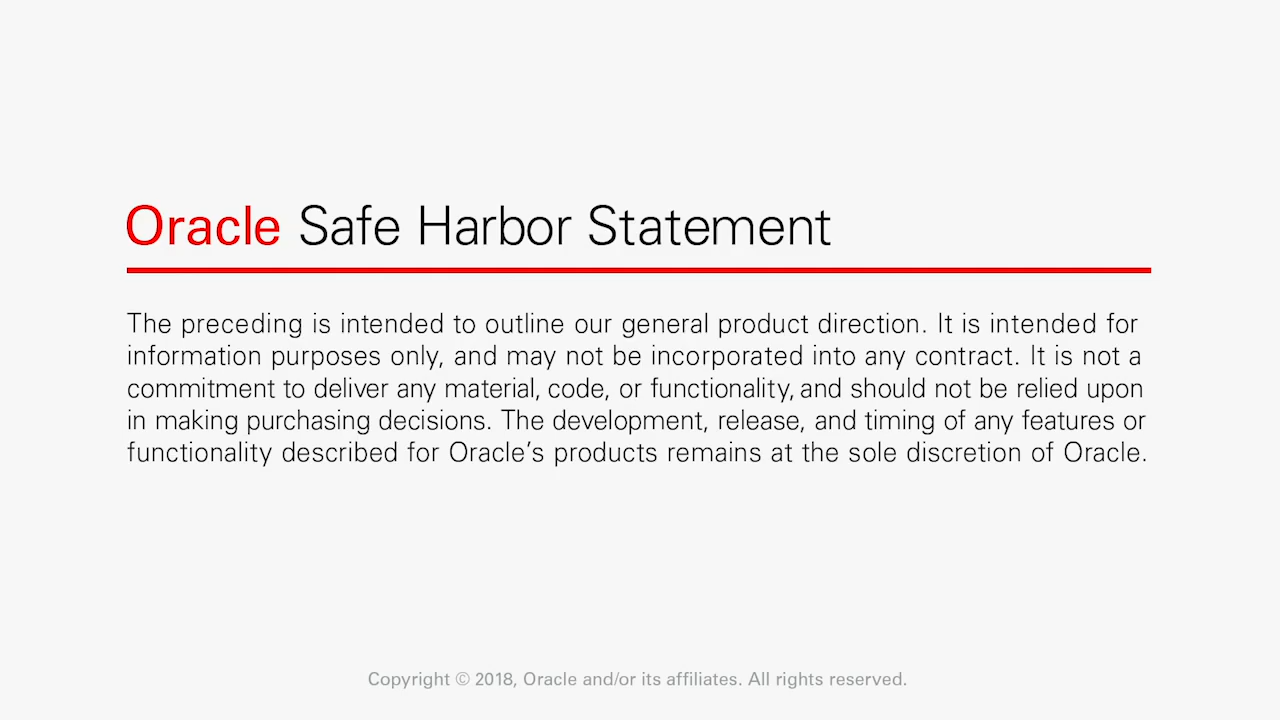 Oracle Safe Harbor Statement
The preceding is intended to outline our general product direction. It is intended for
information purposes only, and may not be incorporated into any contract. It is not a
commitment to deliver any material, code, or functionality, and should not be relied upon
in making purchasing decisions. The development, release, and timing of any features or
functionality described for Oracle’s products remains at the sole discretion of Oracle.
Copyright © 2018, Oracle and/or its affiliates. All rights reserved.